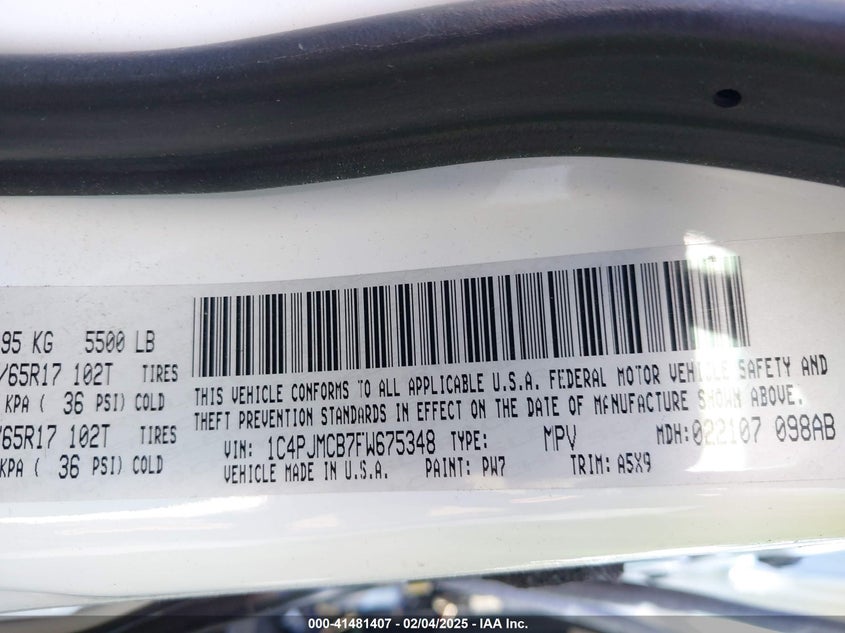 95 KG 5500 LB
/65R17 102T TIRES
KPA ( 36 PSI) COLD
/65R17 102T TIRES
KPA ( 36 PSI) COLD
THIS VEHICLE CONFORMS TO ALL APPLICABLE U.S.A. FEDERAL MOTOR VEHICLE SAFETY AND
THEFT PREVENTION STANDARDS IN EFFECT ON THE DATE OF MANUFACTURE SHOWN ABOVE.
VIN: 1C4PJMCB7FW675348 TYPE: MPV MDH: 022107 098AB
VEHICLE MADE IN U.S.A. PAINT: PW7 TRIM: A5X9
000-41481407 - 02/04/2025 - IAA Inc.